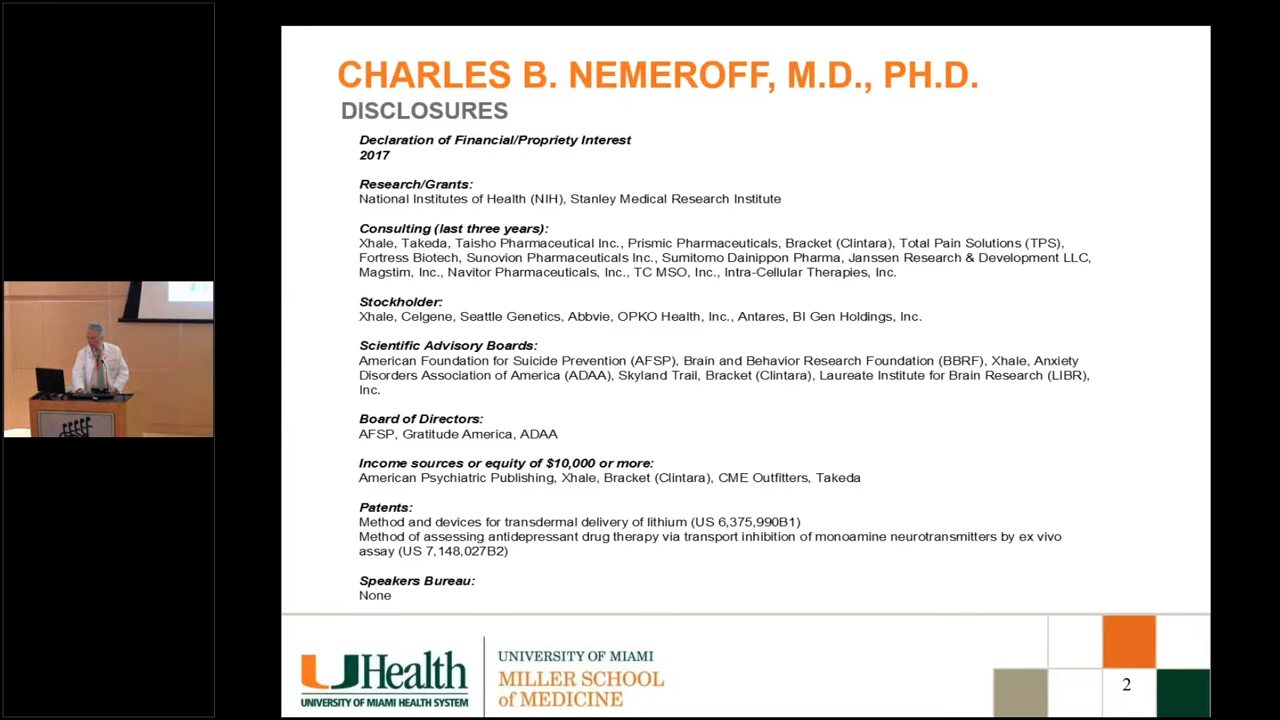 CHARLES B. NEMEROFF, M.D., PH.D.
DISCLOSURES
Declaration of Financial/Propriety Interest
2017
Research/Grants:
National Institutes of Health (NIH), Stanley Medical Research Institute
Consulting (last three years):
Xhale, Takeda, Taisho Pharmaceutical Inc., Prismic Pharmaceuticals, Bracket (Clintara), Total Pain Solutions (TPS),
Fortress Biotech, Sunovion Pharmaceuticals Inc., Sumitomo Dainippon Pharma, Janssen Research & Development LLC,
Magstim, Inc., Navitor Pharmaceuticals, Inc., TC MSO, Inc., Intra-Cellular Therapies, Inc.
Stockholder:
Xhale, Celgene, Seattle Genetics, Abbvie, OPKO Health, Inc., Antares, BI Gen Holdings, Inc.
Scientific Advisory Boards:
American Foundation for Suicide Prevention (AFSP), Brain and Behavior Research Foundation (BBRF), Xhale, Anxiety
Disorders Association of America (ADAA), Skyland Trail, Bracket (Clintara), Laureate Institute for Brain Research (LIBR),
Inc.
Board of Directors:
AFSP, Gratitude America, ADAA
Income sources or equity of $10,000 or more:
American Psychiatric Publishing, Xhale, Bracket (Clintara), CME Outfitters, Takeda
Patents:
Method and devices for transdermal delivery of lithium (US 6,375,990B1)
Method of assessing antidepressant drug therapy via transport inhibition of monoamine neurotransmitters by ex vivo
assay (US 7,148,027B2)
Speakers Bureau:
None
UHealth
UNIVERSITY OF MIAMI HEALTH SYSTEM
UNIVERSITY OF MIAMI
MILLER SCHOOL
of MEDICINE
2